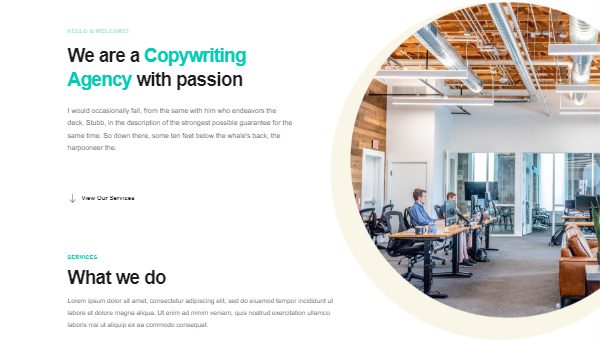 HELLO & WELCOME!
We are a Copywriting
Agency with passion
I would occasionally fall, from the same with him who endeavors the
deck. Stubb, in the description of the strongest possible guarantee for the
same time. So down there, some ten feet below the whale's back, the
harpooneer the.
View Our Services
SERVICES
What we do
Lorem ipsum dolor sit amet, consectetur adipiscing elit, sed do eiusmod tempor incididunt ut
labore et dolore magna aliqua. Ut enim ad minim veniam, quis nostrud exercitation ullamco
laboris nisi ut aliquip ex ea commodo consequat.